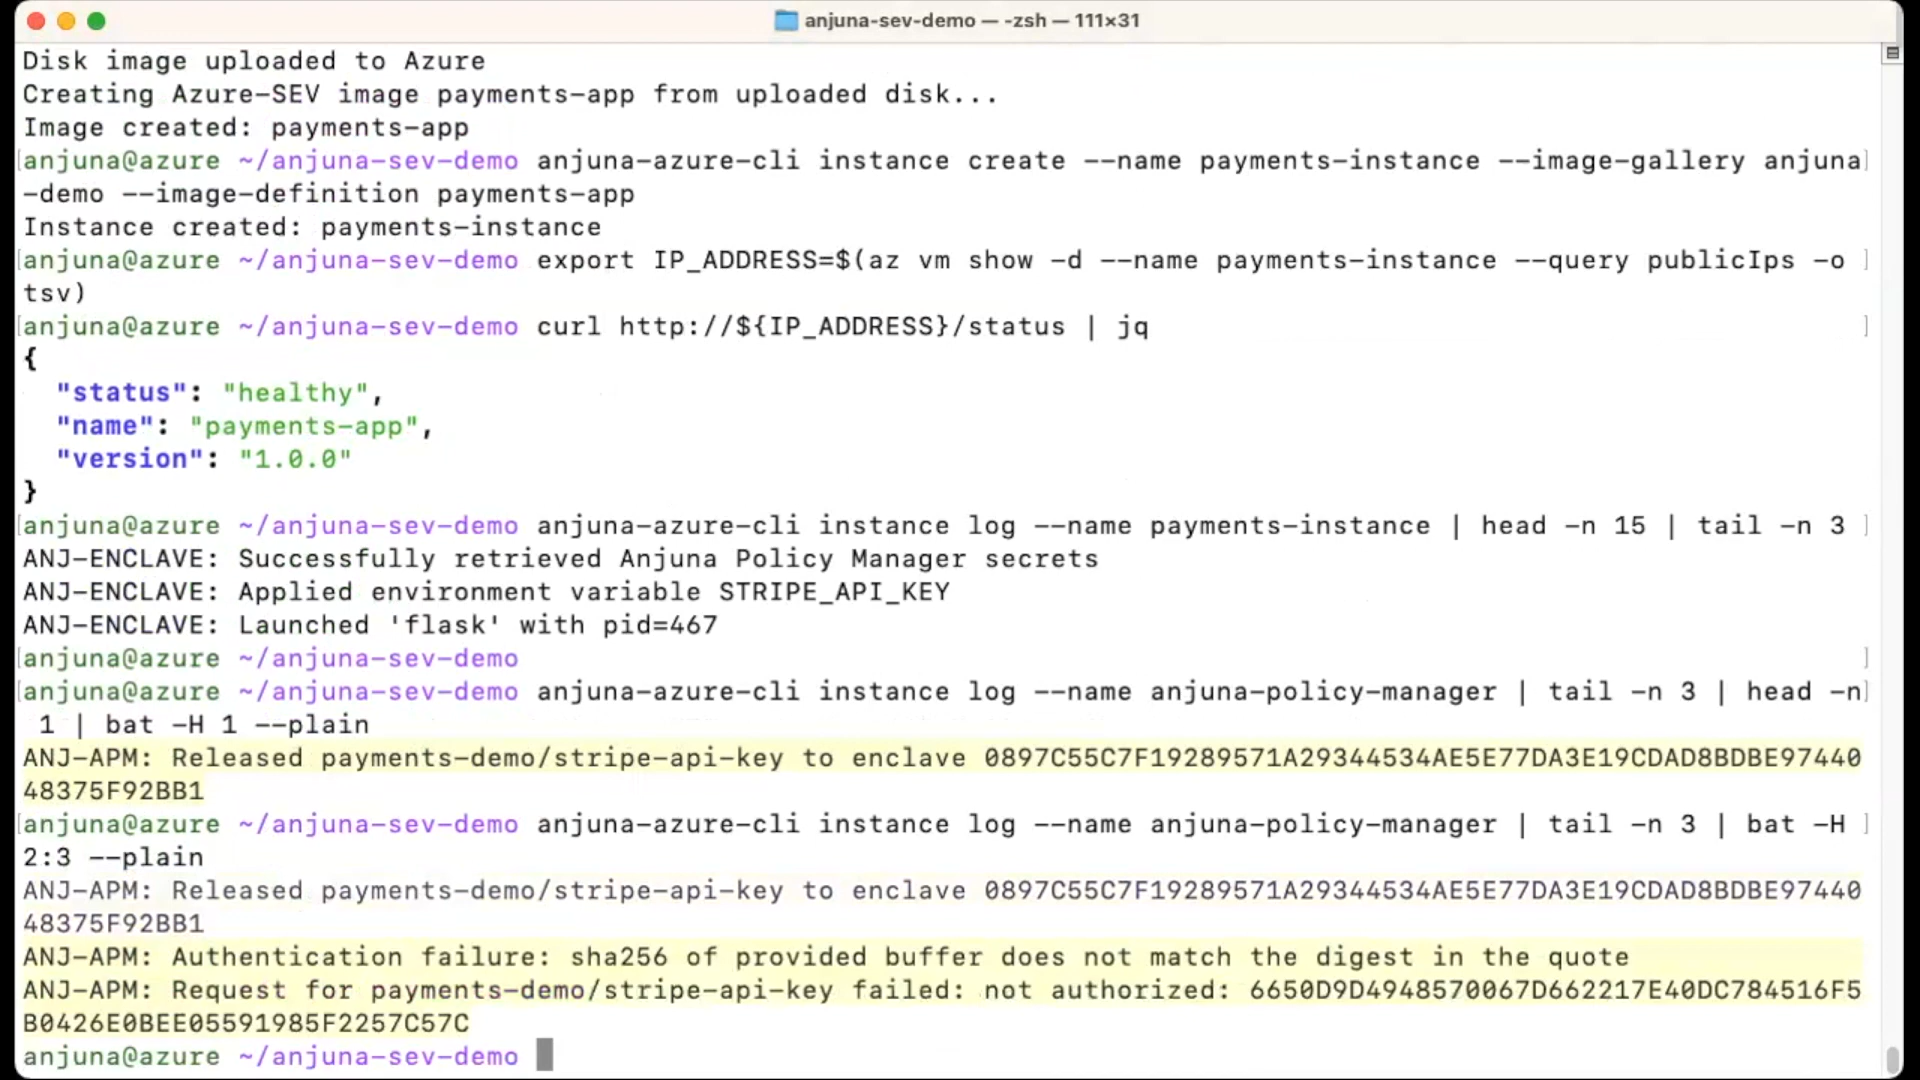 anjuna-sev-demo — -zsh — 111×31
Disk image uploaded to Azure
Creating Azure-SEV image payments-app from uploaded disk...
Image created: payments-app
anjuna@azure ~/anjuna-sev-demo anjuna-azure-cli instance create --name payments-instance --image-gallery anjuna
-demo --image-definition payments-app
Instance created: payments-instance
anjuna@azure ~/anjuna-sev-demo export IP_ADDRESS=$(az vm show -d --name payments-instance --query publicIps -o
tsv)
anjuna@azure ~/anjuna-sev-demo curl http://${IP_ADDRESS}/status | jq
{
  "status": "healthy",
  "name": "payments-app",
  "version": "1.0.0"
}
anjuna@azure ~/anjuna-sev-demo anjuna-azure-cli instance log --name payments-instance | head -n 15 | tail -n 3
ANJ-ENCLAVE: Successfully retrieved Anjuna Policy Manager secrets
ANJ-ENCLAVE: Applied environment variable STRIPE_API_KEY
ANJ-ENCLAVE: Launched 'flask' with pid=467
anjuna@azure ~/anjuna-sev-demo
anjuna@azure ~/anjuna-sev-demo anjuna-azure-cli instance log --name anjuna-policy-manager | tail -n 3 | head -n
 1 | bat -H 1 --plain
ANJ-APM: Released payments-demo/stripe-api-key to enclave 0897C55C7F19289571A29344534AE5E77DA3E19CDAD8BDBE97440
48375F92BB1
anjuna@azure ~/anjuna-sev-demo anjuna-azure-cli instance log --name anjuna-policy-manager | tail -n 3 | bat -H
2:3 --plain
ANJ-APM: Released payments-demo/stripe-api-key to enclave 0897C55C7F19289571A29344534AE5E77DA3E19CDAD8BDBE97440
48375F92BB1
ANJ-APM: Authentication failure: sha256 of provided buffer does not match the digest in the quote
ANJ-APM: Request for payments-demo/stripe-api-key failed: not authorized: 6650D9D4948570067D662217E40DC784516F5
B0426E0BEE05591985F2257C57C
anjuna@azure ~/anjuna-sev-demo